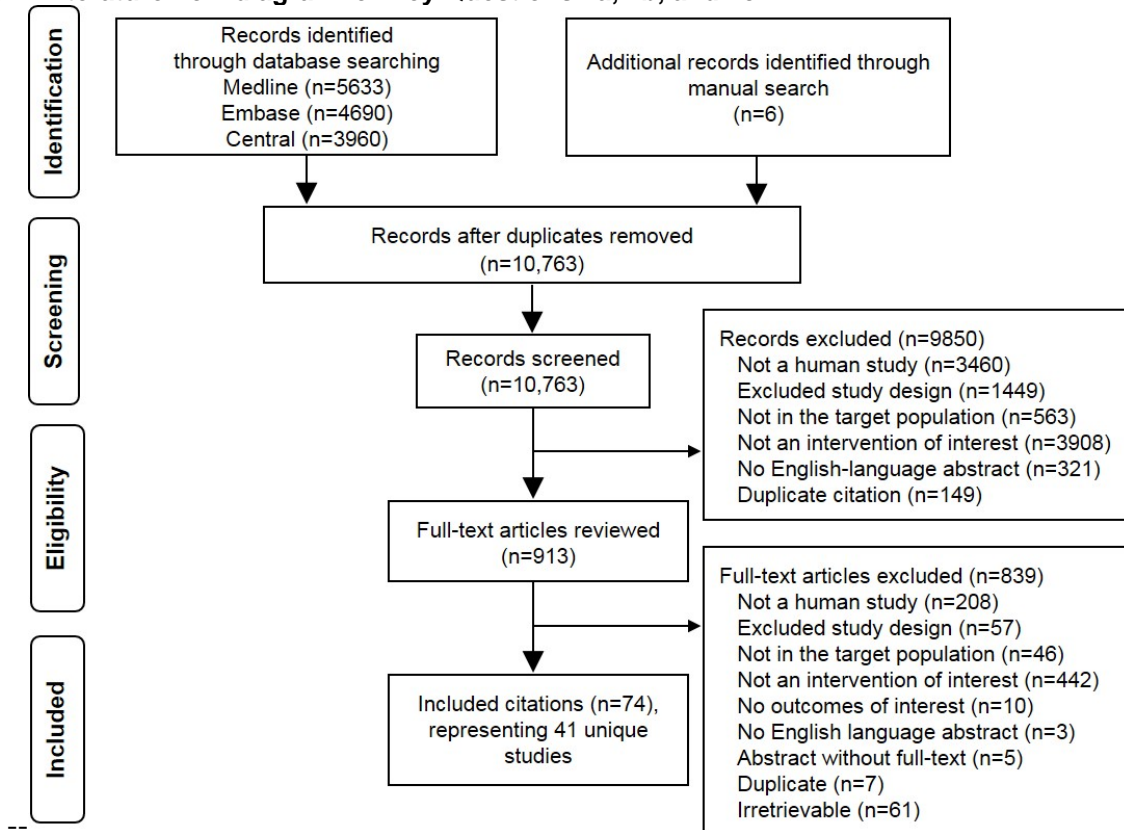 Identification
Records identified
through database searching
Medline (n=5633)
Embase (n=4690)
Central (n=3960)
Additional records identified through
manual search
(n=6)
Screening
Records after duplicates removed
(n=10,763)
Records screened
(n=10,763)
Records excluded (n=9850)
Not a human study (n=3460)
Excluded study design (n=1449)
Not in the target population (n=563)
Not an intervention of interest (n=3908)
No English-language abstract (n=321)
Duplicate citation (n=149)
Eligibility
Full-text articles reviewed
(n=913)
Full-text articles excluded (n=839)
Not a human study (n=208)
Excluded study design (n=57)
Not in the target population (n=46)
Not an intervention of interest (n=442)
No outcomes of interest (n=10)
No English language abstract (n=3)
Abstract without full-text (n=5)
Duplicate (n=7)
Irretrievable (n=61)
Included
Included citations (n=74),
representing 41 unique
studies
--